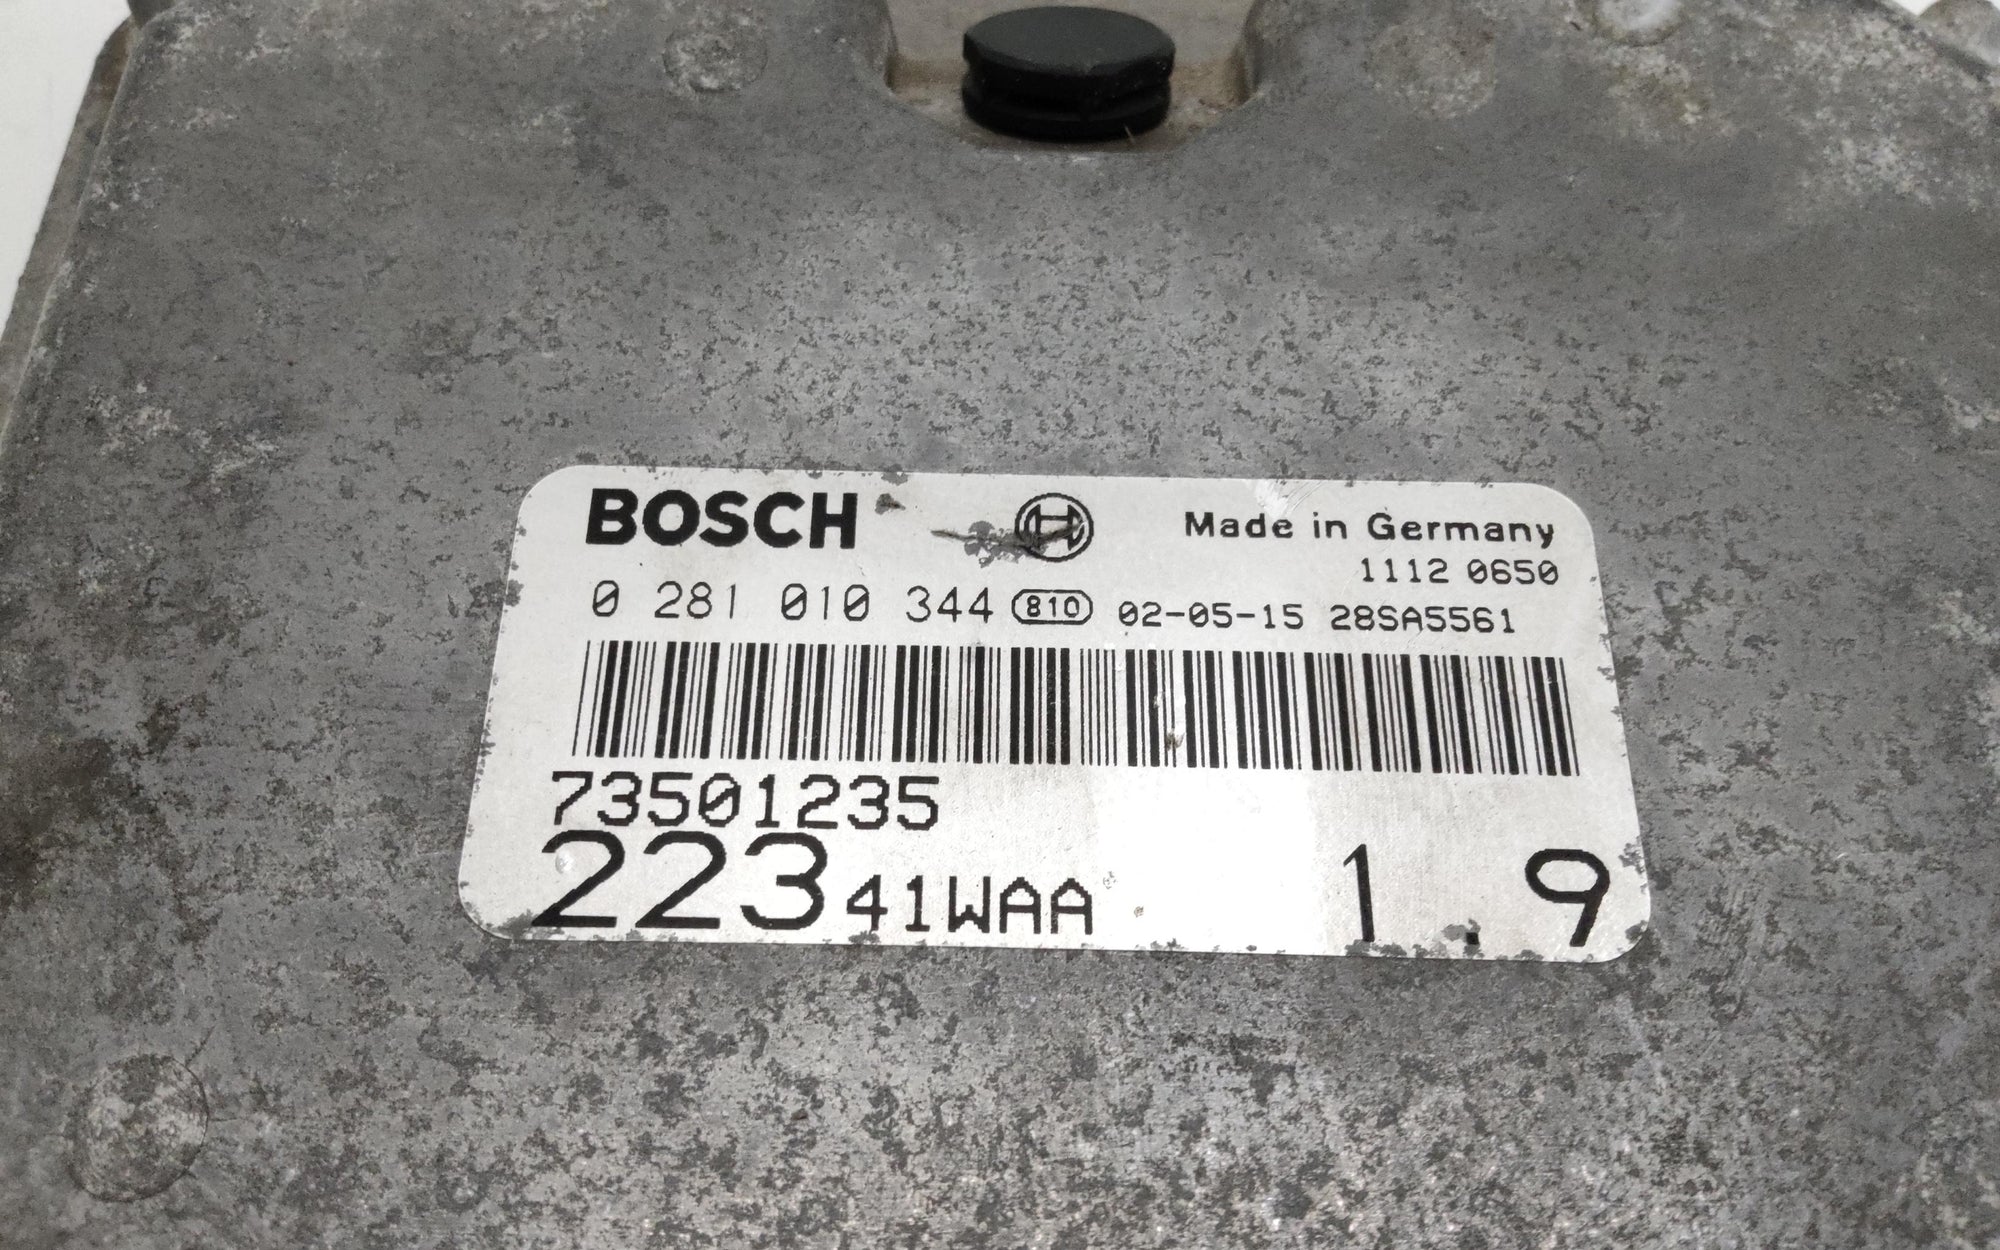 BOSCH Made in Germany
1112 0650
0 281 010 344 810 02-05-15 28SA5561
73501235
223 41WAA 1.9